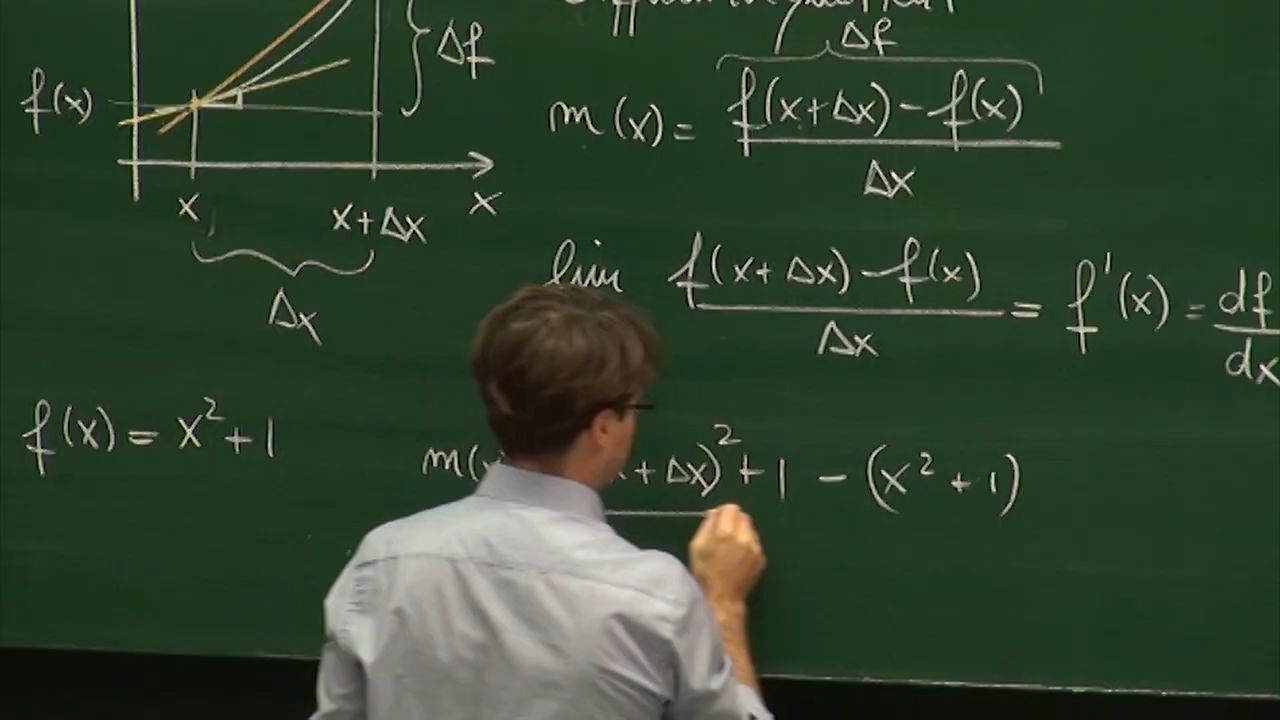 Δf
Δf
f(x)
m(x) = f(x+Δx) - f(x)
Δx
x
x+Δx
x
lim f(x+Δx) - f(x) = f'(x) = df
Δx
dx
Δx
f(x) = x² + 1
m(x + Δx)² + 1 - (x² + 1)